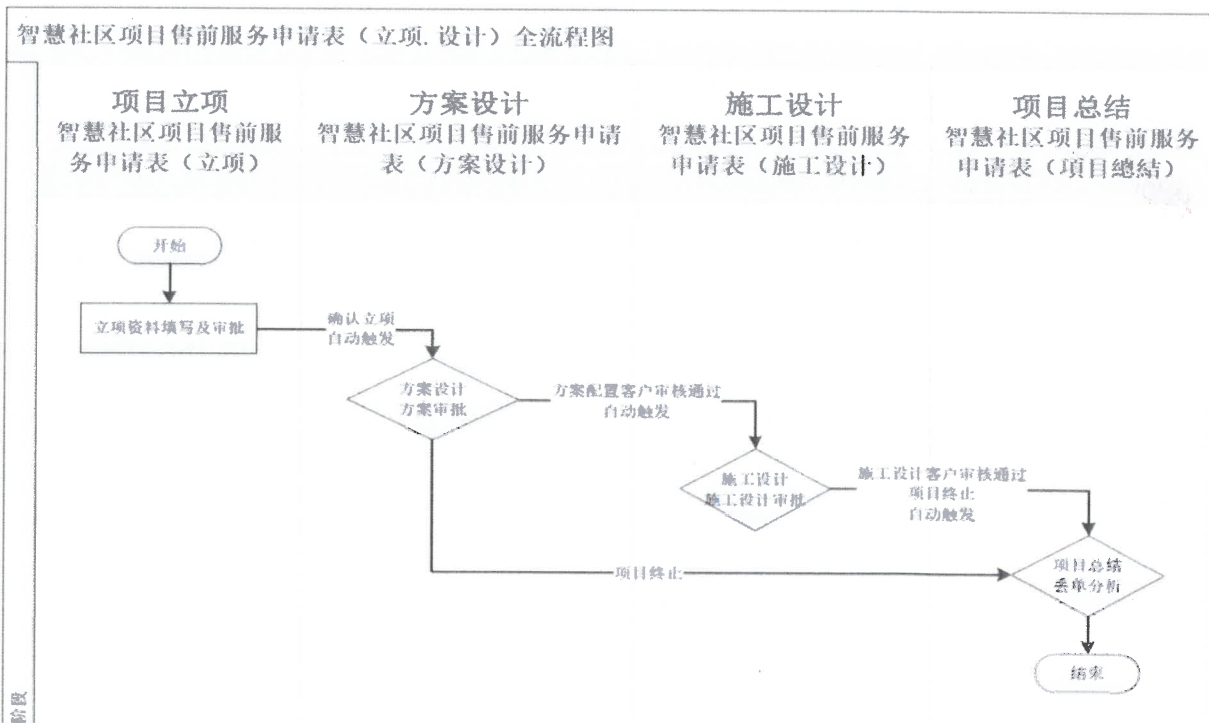 智慧社区项目售前服务申请表（立项.设计）全流程图
项目立项
智慧社区项目售前服
务申请表（立项）
方案设计
智慧社区项目售前服务申请
表（方案设计）
施工设计
智慧社区项目售前服务
申请表（施工设计）
项目总结
智慧社区项目售前服务
申请表（項目總結）
开始
立项资料填写及审批
确认立项
自动触发
方案设计
方案审批
方案配置客户审核通过
自动触发
施工设计
施工设计审批
施工设计客户审核通过
项目终止
自动触发
项目终止
项目总结
丢单分析
结束
阶段